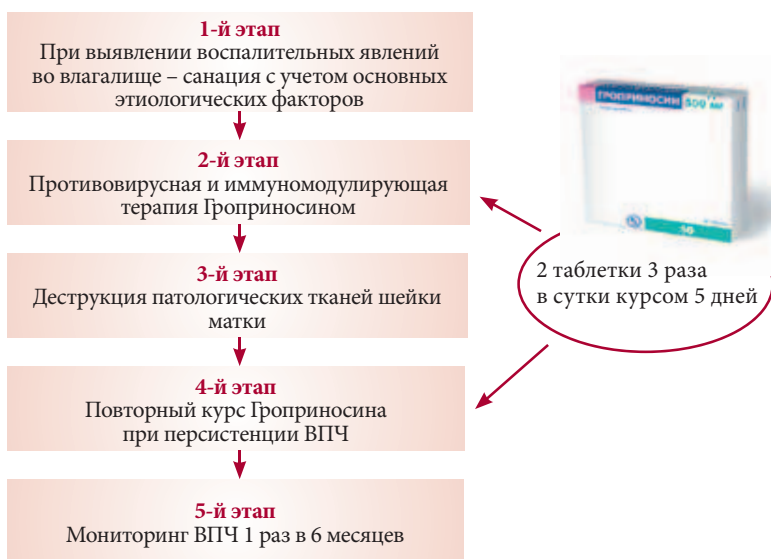 1-й этап
При выявлении воспалительных явлений
во влагалище – санация с учетом основных
этиологических факторов
2-й этап
Противовирусная и иммуномодулирующая
терапия Гроприносином
3-й этап
Деструкция патологических тканей шейки
матки
4-й этап
Повторный курс Гроприносина
при персистенции ВПЧ
5-й этап
Мониторинг ВПЧ 1 раз в 6 месяцев
ГРОПРИНОСИН 500 мг
50
2 таблетки 3 раза
в сутки курсом 5 дней